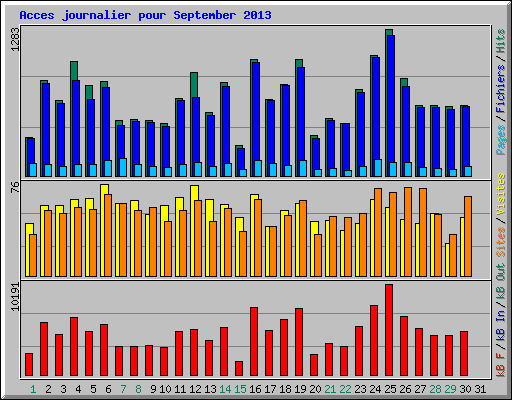 Acces journalier pour September 2013
1283
76
10191
Pages / Fichiers / Hits
Sites / Visites
kB F / kB In / kB Out
1 2 3 4 5 6 7 8 9 10 11 12 13 14 15 16 17 18 19 20 21 22 23 24 25 26 27 28 29 30 31